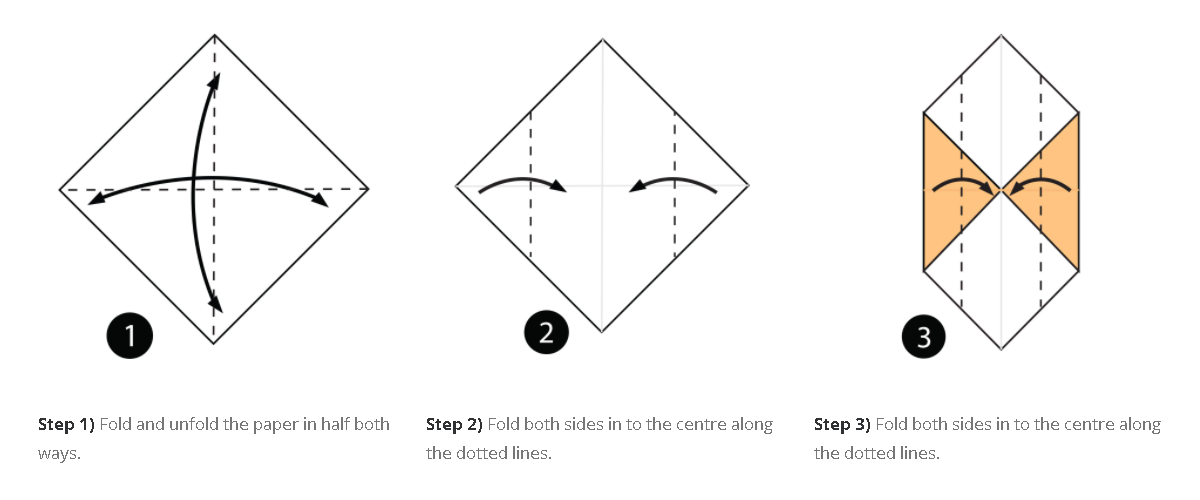 1
2
3
Step 1) Fold and unfold the paper in half both
ways.
Step 2) Fold both sides in to the centre along
the dotted lines.
Step 3) Fold both sides in to the centre along
the dotted lines.